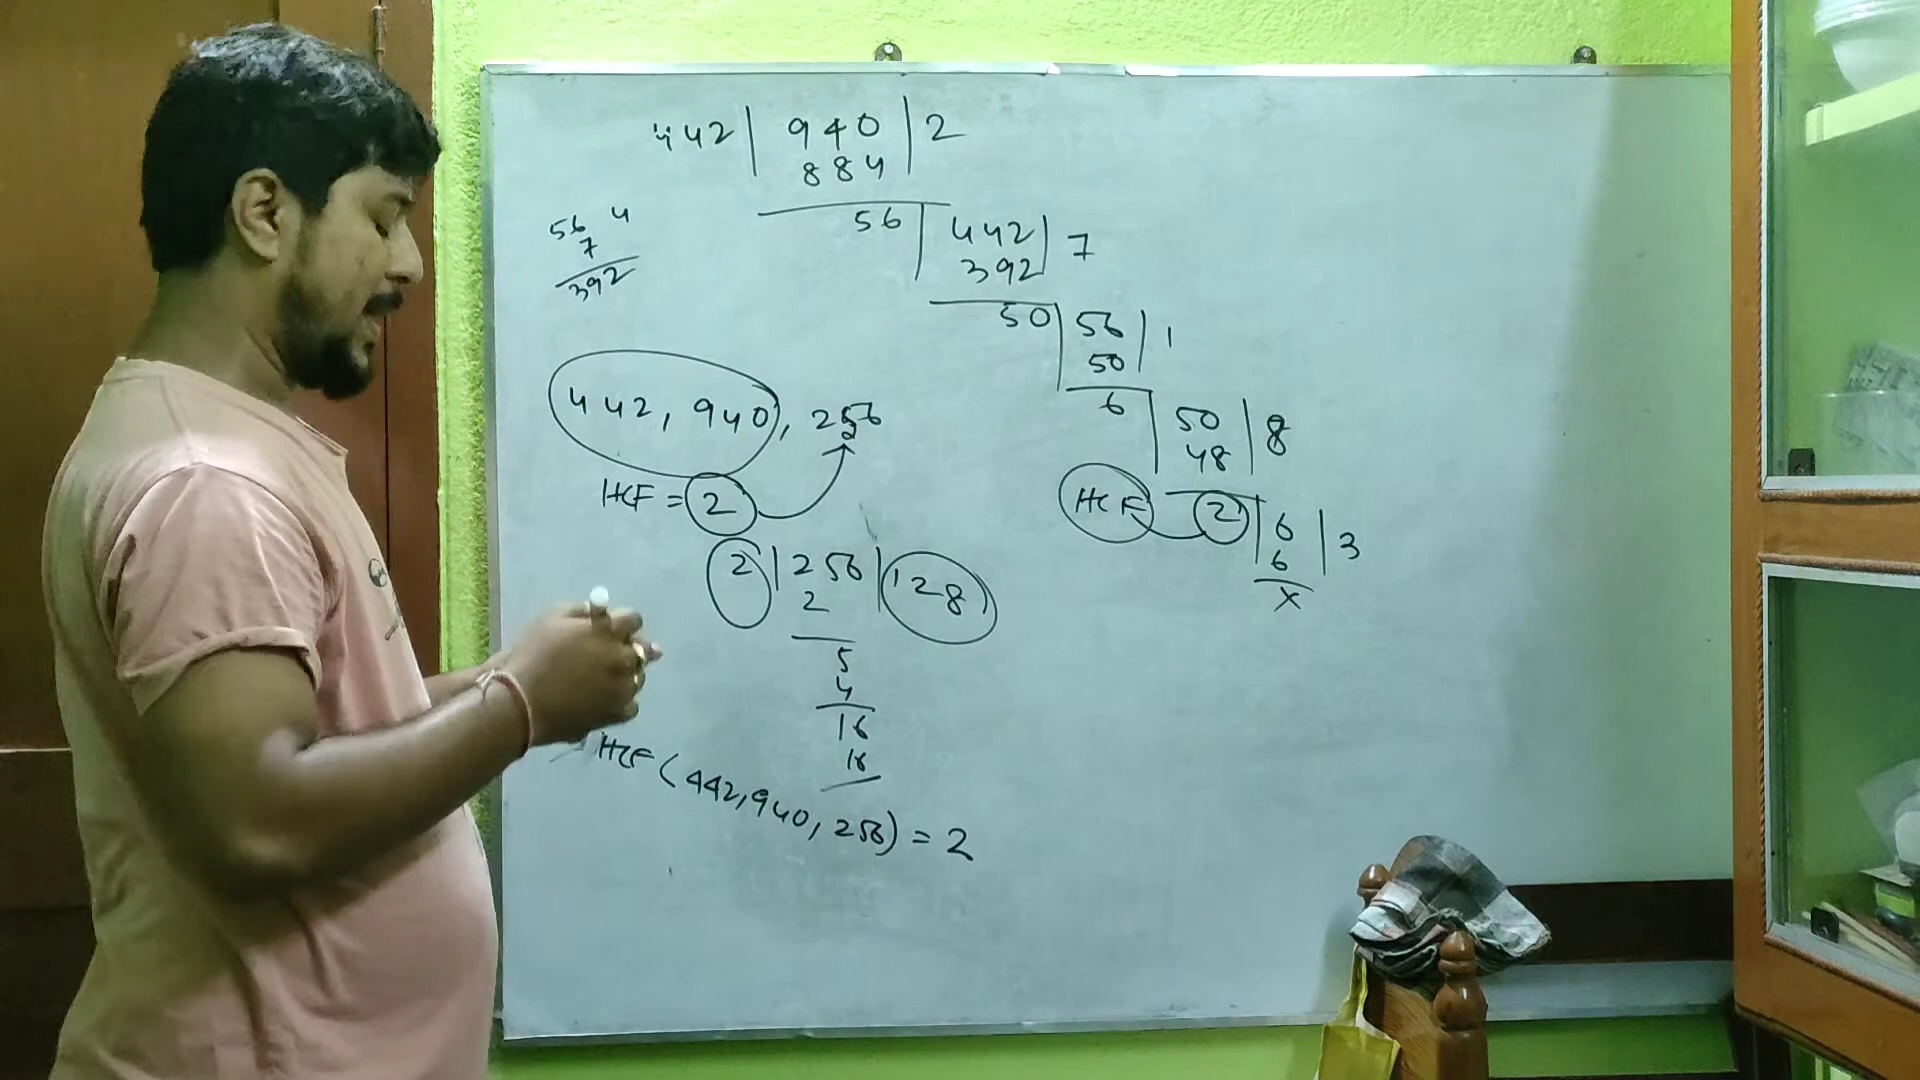 442 | 940 | 2
884
56 | 442 | 7
392
50 | 56 | 1
50
6 | 50 | 8
48
HCF 2 | 6 | 3
6
x
56 4
7
392
442, 940, 256
HCF = 2
2 | 256 | 128
2
5
4
16
16
HCF (442, 940, 256) = 2